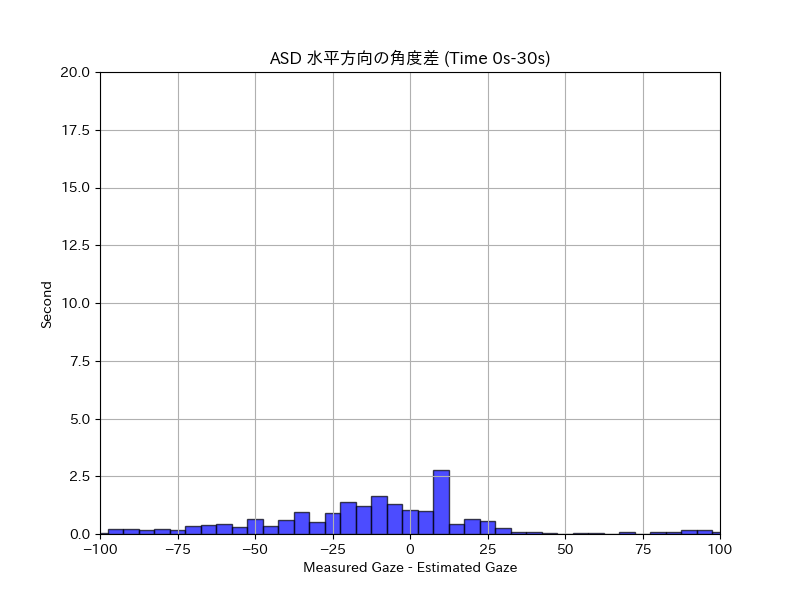 ASD 水平方向の角度差 (Time 0s-30s)
20.0
17.5
15.0
12.5
10.0
7.5
5.0
2.5
0.0
Second
−100 −75 −50 −25 0 25 50 75 100
Measured Gaze - Estimated Gaze